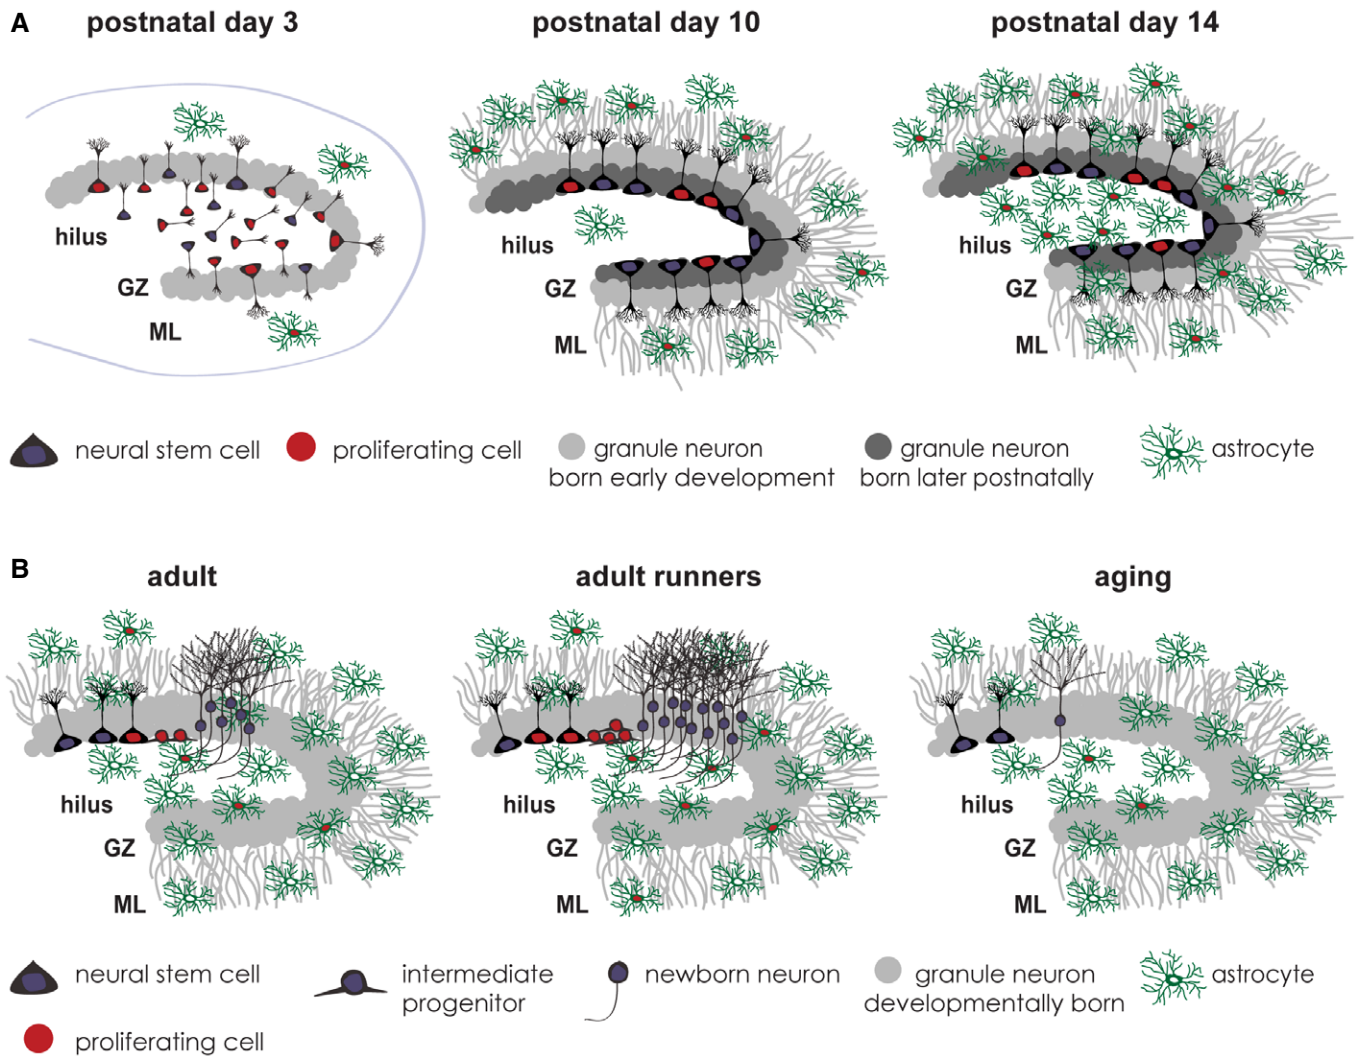 A
postnatal day 3
postnatal day 10
postnatal day 14
hilus
GZ
ML
hilus
GZ
ML
hilus
GZ
ML
neural stem cell
proliferating cell
granule neuron
born early development
granule neuron
born later postnatally
astrocyte
B
adult
adult runners
aging
hilus
GZ
ML
hilus
GZ
ML
hilus
GZ
ML
neural stem cell
intermediate
progenitor
newborn neuron
granule neuron
developmentally born
astrocyte
proliferating cell